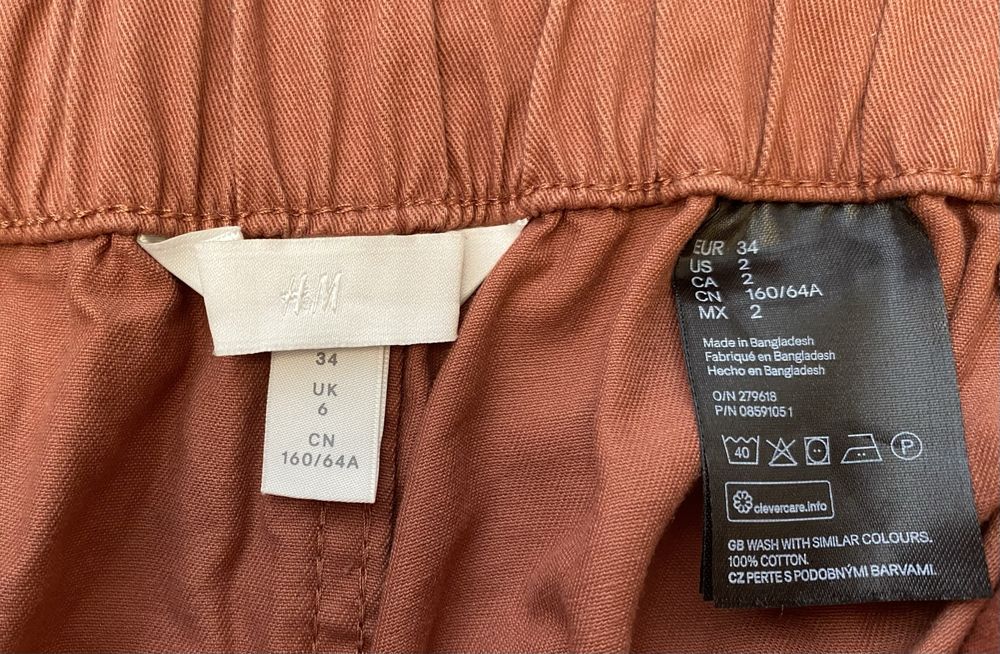 H&M
34
UK
6
CN
160/64A
EUR 34
US 2
CA 2
CN 160/64A
MX 2
Made in Bangladesh
Fabriqué en Bangladesh
Hecho en Bangladesh
O/N 279618
P/N 0859105 1
40 P
clevercare.info
GB WASH WITH SIMILAR COLOURS.
100% COTTON.
CZ PERTE S PODOBNÝMI BARVAMI.